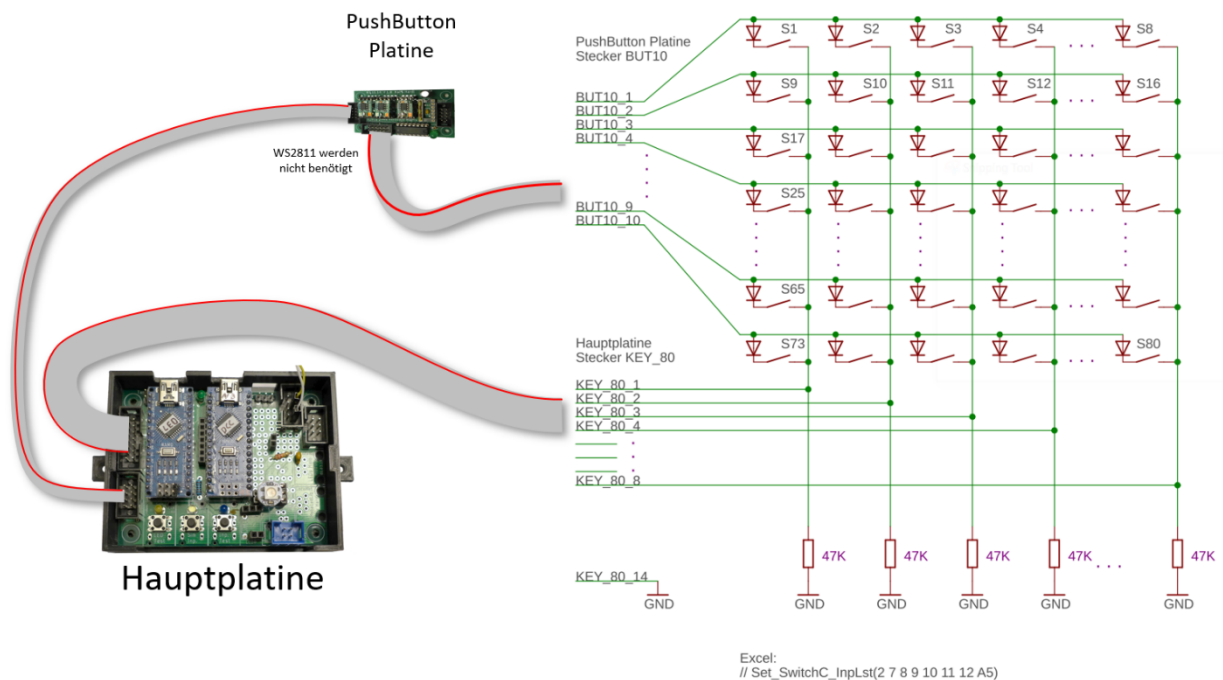 PushButton
Platine
WS2811 werden
nicht benötigt
Hauptplatine
LED
DCC
PushButton Platine
Stecker BUT10
BUT10_1
BUT10_2
BUT10_3
BUT10_4
BUT10_9
BUT10_10
S1 S2 S3 S4 S8
S9 S10 S11 S12 S16
S17
S25
S65
S73 S80
Hauptplatine
Stecker KEY_80
KEY_80_1
KEY_80_2
KEY_80_3
KEY_80_4
KEY_80_8
47K 47K 47K 47K 47K
KEY_80_14
GND GND GND GND GND GND
Excel:
// Set_SwitchC_InpLst(2 7 8 9 10 11 12 A5)